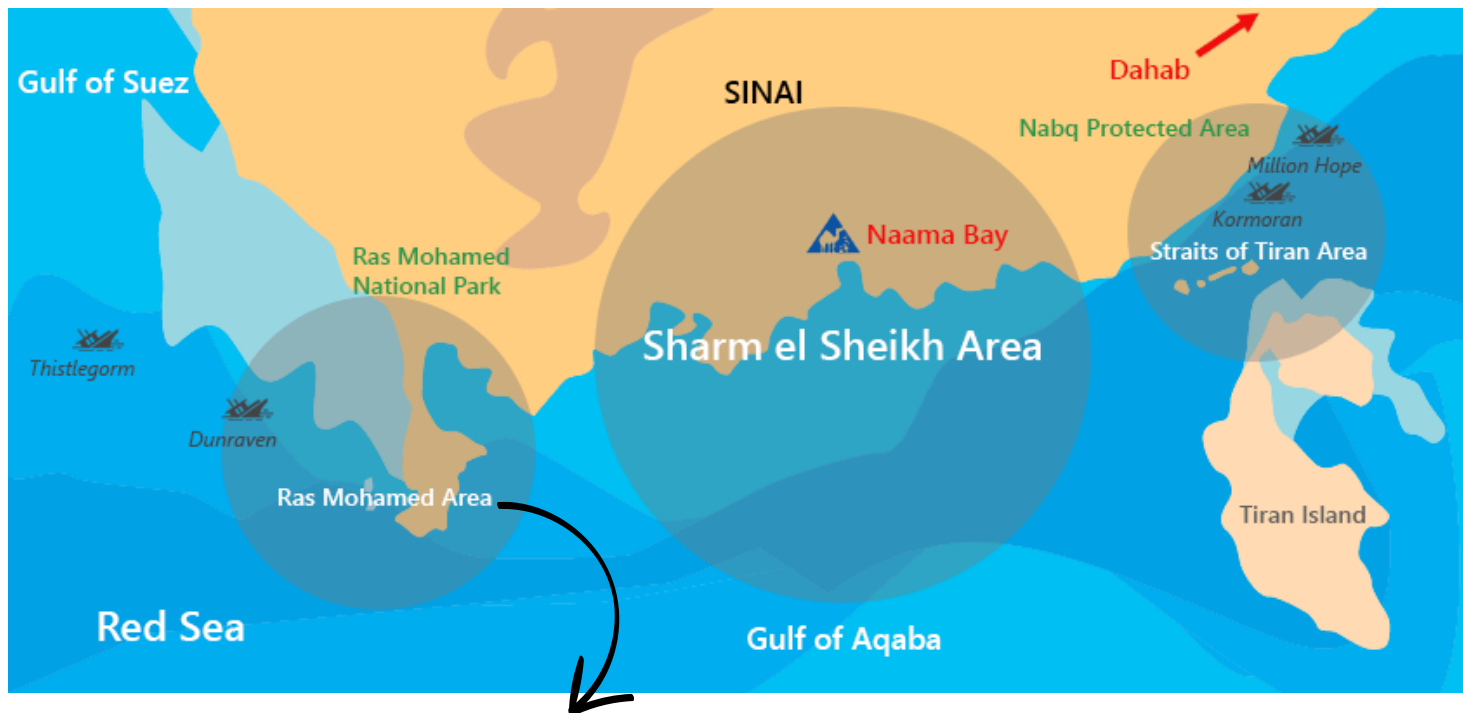 Gulf of Suez
SINAI
Dahab
Nabq Protected Area
Million Hope
Kormoran
Straits of Tiran Area
Naama Bay
Ras Mohamed
National Park
Sharm el Sheikh Area
Thistlegorm
Dunraven
Ras Mohamed Area
Tiran Island
Red Sea
Gulf of Aqaba